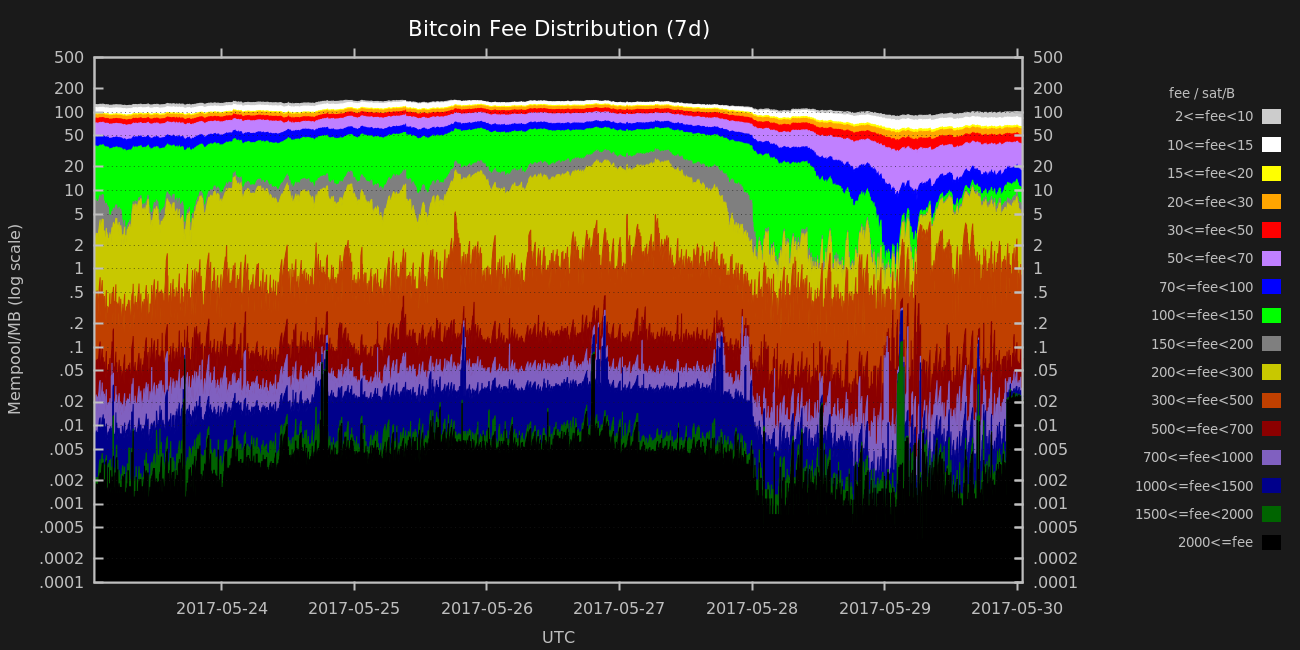 Bitcoin Fee Distribution (7d)
500
200
100
50
20
10
5
2
1
.5
.2
.1
.05
.02
.01
.005
.002
.001
.0005
.0002
.0001
Mempool/MB (log scale)
500
200
100
50
20
10
5
2
1
.5
.2
.1
.05
.02
.01
.005
.002
.001
.0005
.0002
.0001
2017-05-24 2017-05-25 2017-05-26 2017-05-27 2017-05-28 2017-05-29 2017-05-30
UTC
fee / sat/B
2<=fee<10
10<=fee<15
15<=fee<20
20<=fee<30
30<=fee<50
50<=fee<70
70<=fee<100
100<=fee<150
150<=fee<200
200<=fee<300
300<=fee<500
500<=fee<700
700<=fee<1000
1000<=fee<1500
1500<=fee<2000
2000<=fee